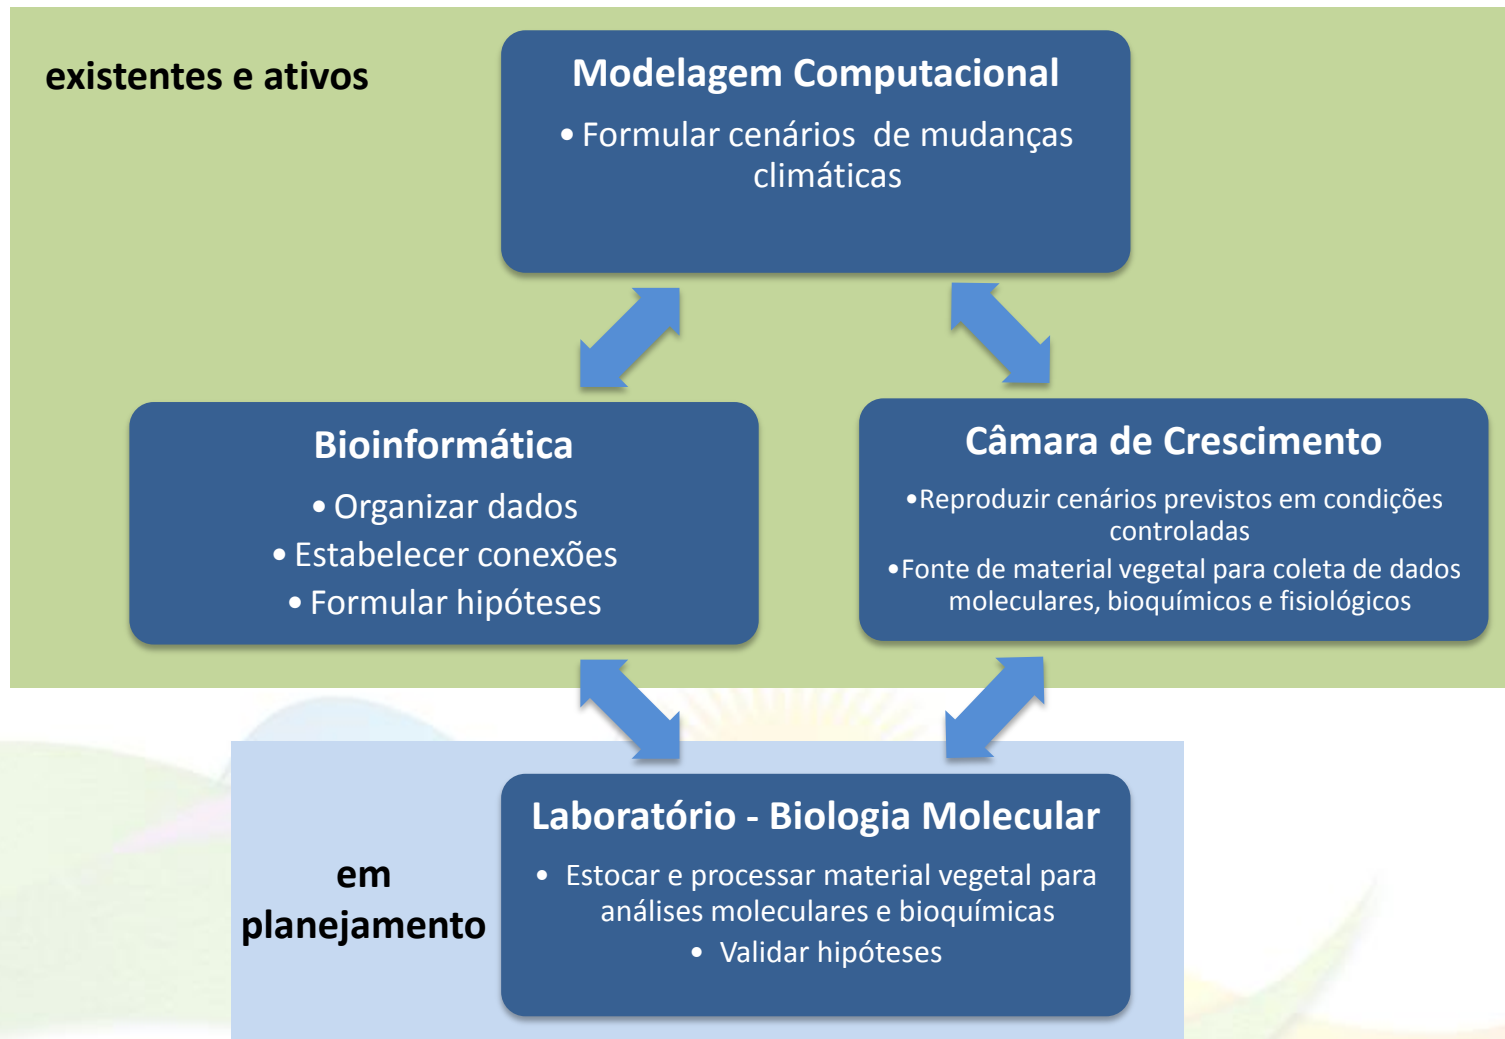 existentes e ativos
Modelagem Computacional
• Formular cenários de mudanças
climáticas
Bioinformática
• Organizar dados
• Estabelecer conexões
• Formular hipóteses
Câmara de Crescimento
•Reproduzir cenários previstos em condições
controladas
•Fonte de material vegetal para coleta de dados
moleculares, bioquímicos e fisiológicos
em
planejamento
Laboratório - Biologia Molecular
• Estocar e processar material vegetal para
análises moleculares e bioquímicas
• Validar hipóteses